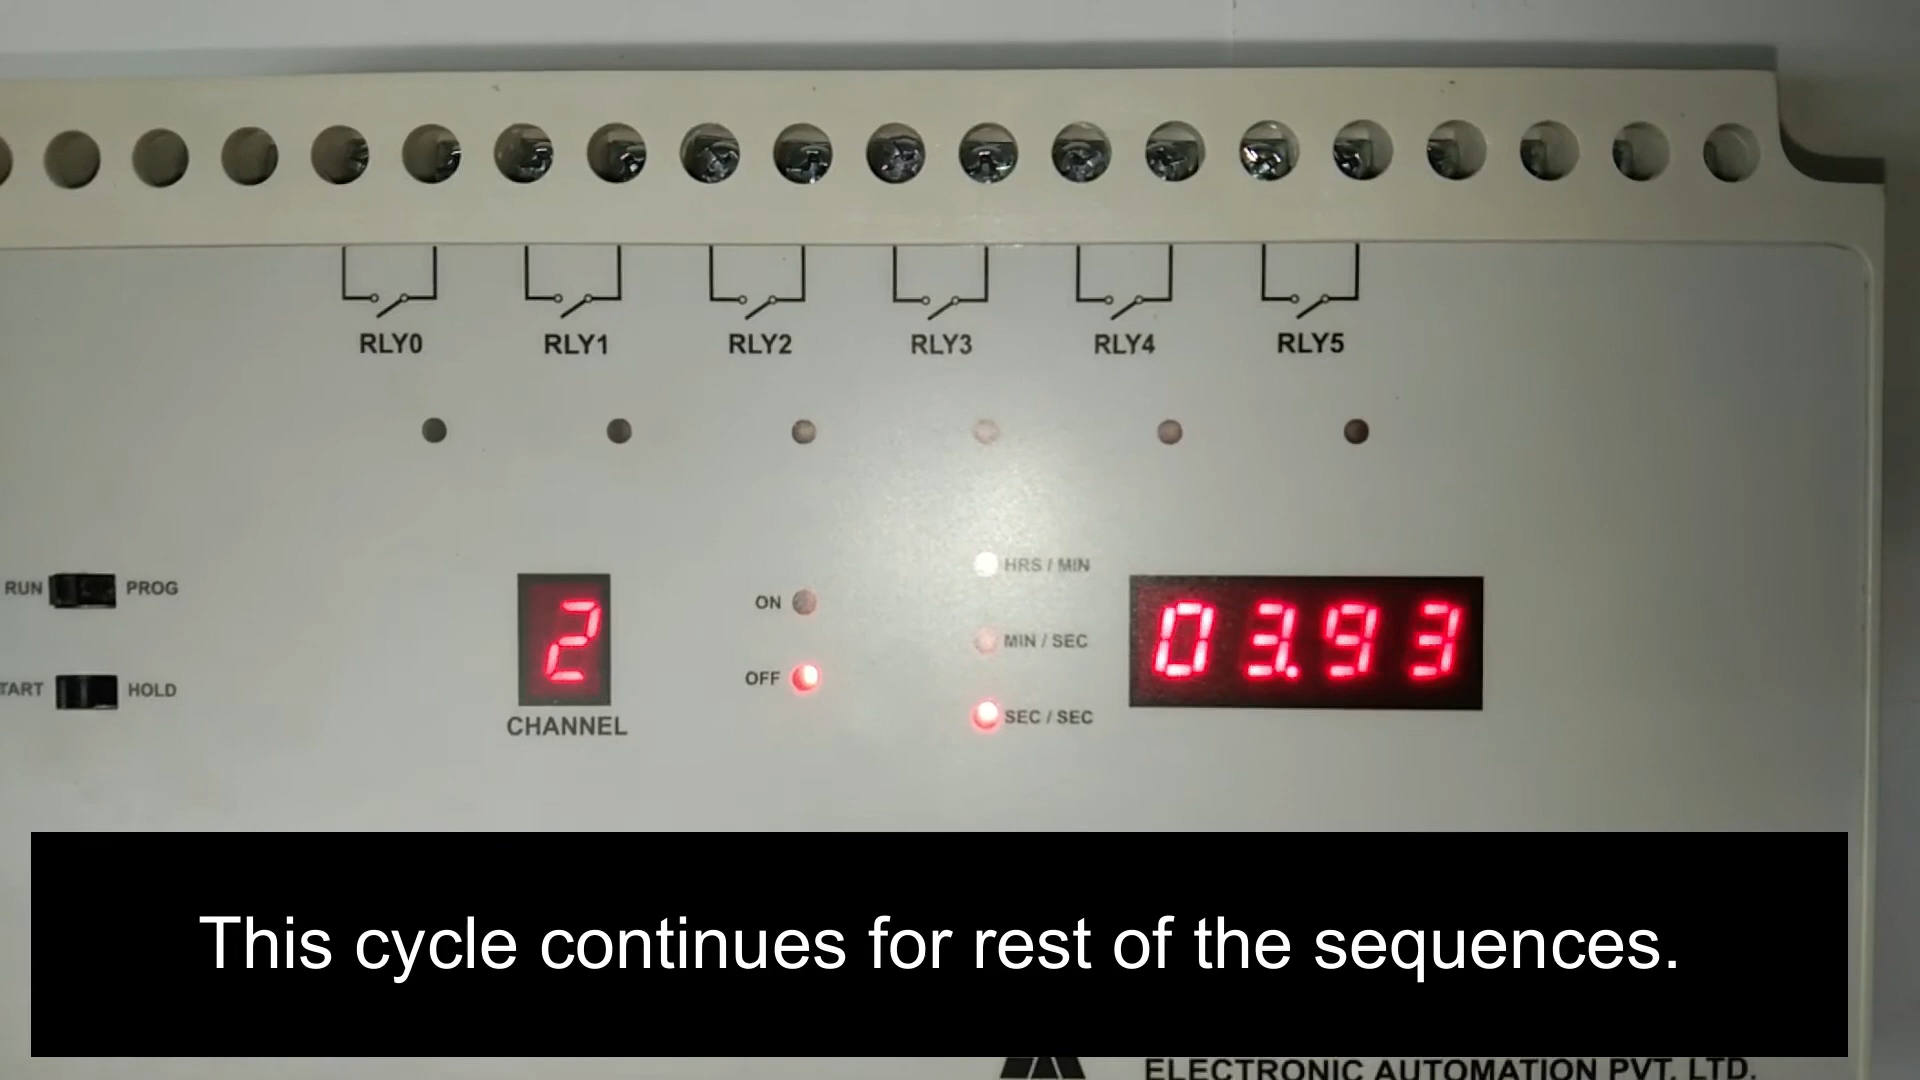 RLY0 RLY1 RLY2 RLY3 RLY4 RLY5
RUN PROG
TART HOLD
2
CHANNEL
ON
OFF
HRS / MIN
MIN / SEC
SEC / SEC
03.93
This cycle continues for rest of the sequences.
ELECTRONIC AUTOMATION PVT. LTD.